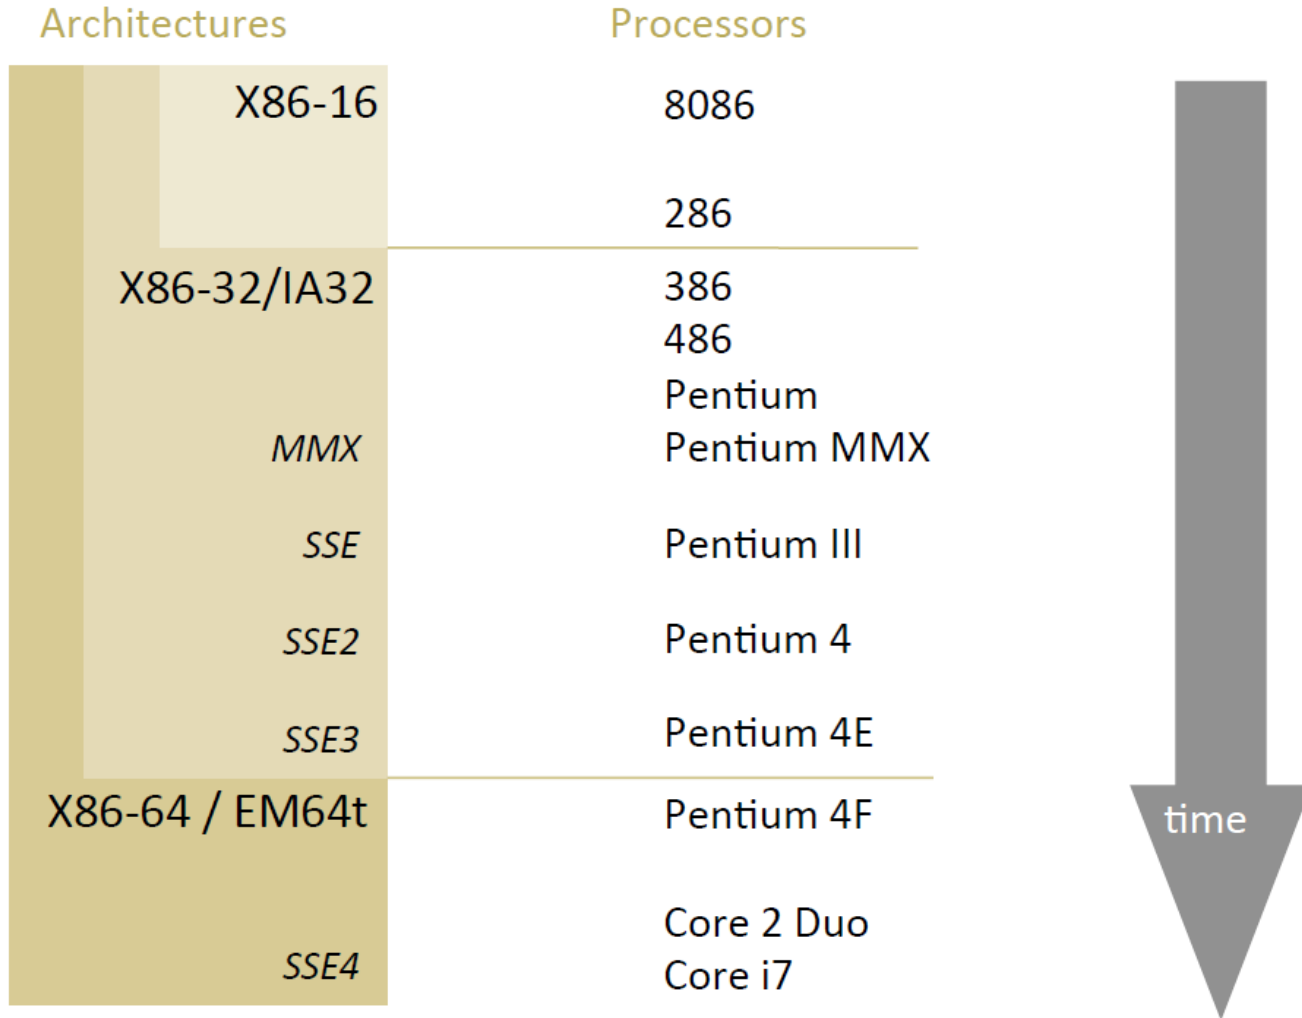 Architectures
Processors
X86-16
8086
286
X86-32/IA32
386
486
Pentium
MMX
Pentium MMX
SSE
Pentium III
SSE2
Pentium 4
SSE3
Pentium 4E
X86-64 / EM64t
Pentium 4F
time
Core 2 Duo
SSE4
Core i7